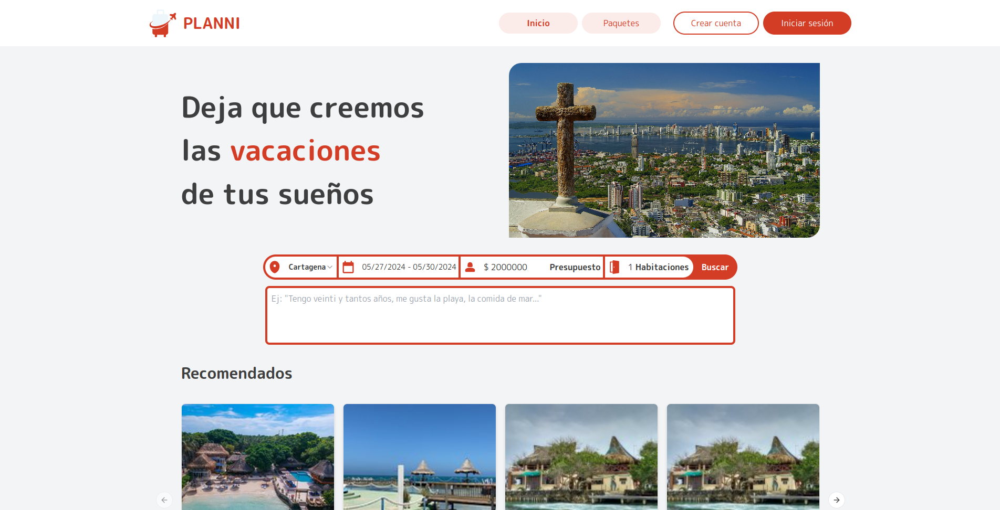 PLANNI
Inicio
Paquetes
Crear cuenta
Iniciar sesión
Deja que creemos
las vacaciones
de tus sueños
Cartagena
05/27/2024 - 05/30/2024
$ 2000000
Presupuesto
1 Habitaciones
Buscar
Ej: "Tengo veinti y tantos años, me gusta la playa, la comida de mar..."
Recomendados